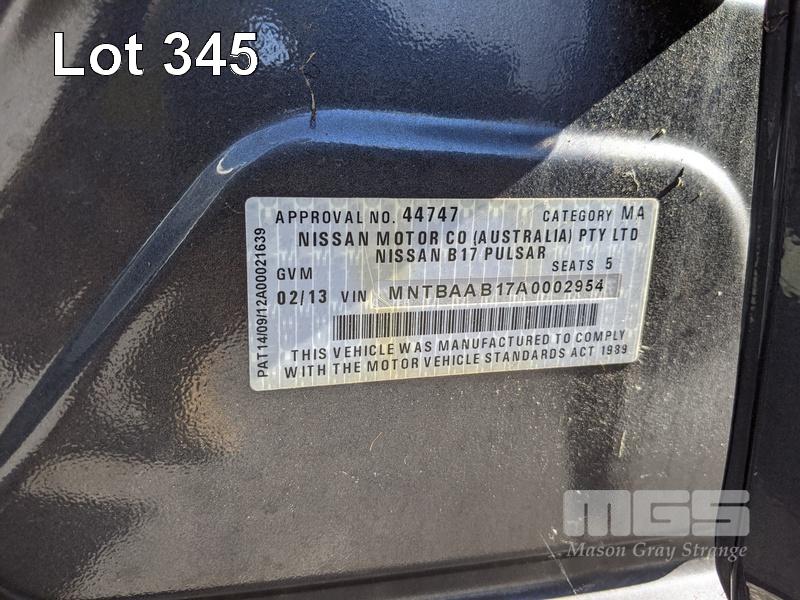 Lot 345
APPROVAL NO. 44747 CATEGORY MA
NISSAN MOTOR CO (AUSTRALIA) PTY LTD
NISSAN B17 PULSAR
GVM SEATS 5
02/13 VIN MNTBAAB17A0002954
THIS VEHICLE WAS MANUFACTURED TO COMPLY
WITH THE MOTOR VEHICLE STANDARDS ACT 1989
PAT14/09/12A00021639
MGS
Mason Gray Strange